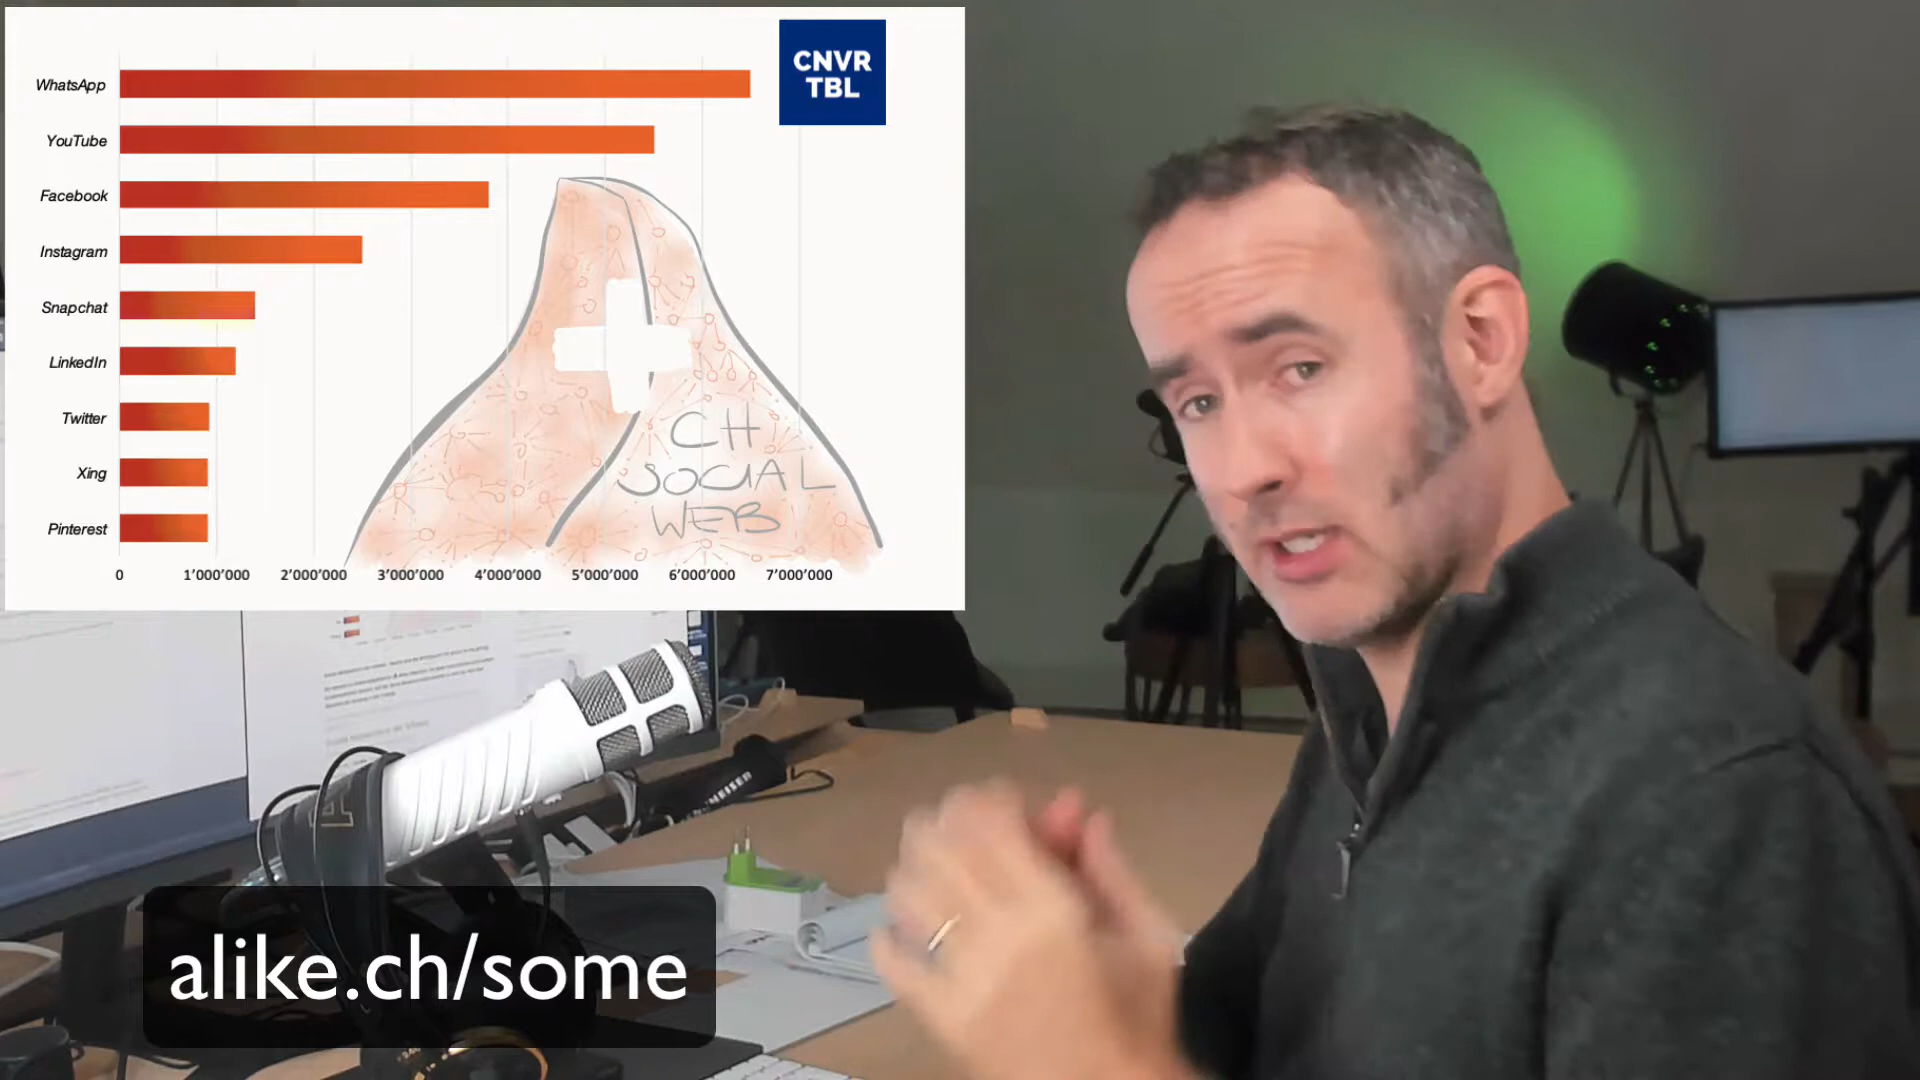 CNVR
TBL
WhatsApp
YouTube
Facebook
Instagram
Snapchat
LinkedIn
Twitter
Xing
Pinterest
CH
SOCIAL
WEB
0 1’000’000 2’000’000 3’000’000 4’000’000 5’000’000 6’000’000 7’000’000
alike.ch/some